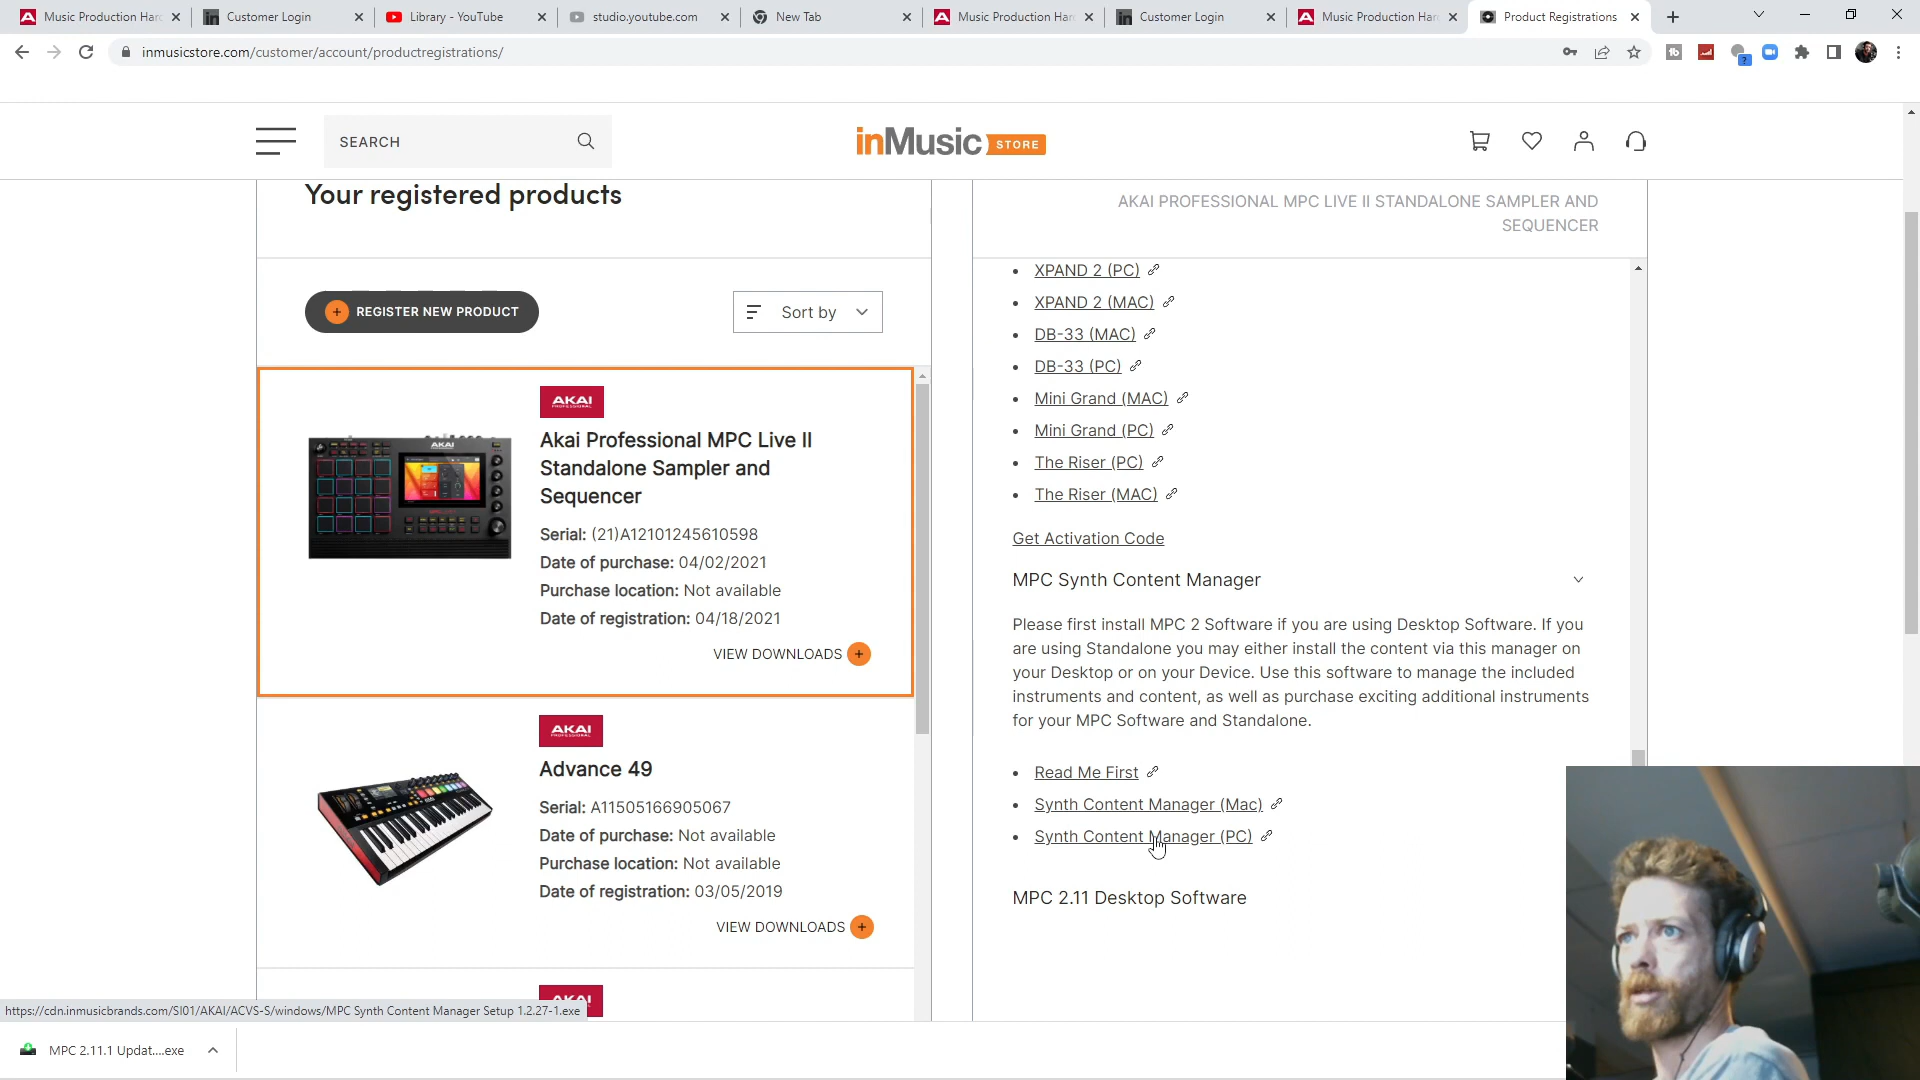 Music Production Har
Customer Login
Library - YouTube
studio.youtube.com
New Tab
Music Production Har
Customer Login
Music Production Har
Product Registrations
inmusicstore.com/customer/account/productregistrations/
SEARCH
inMusic STORE
Your registered products
AKAI PROFESSIONAL MPC LIVE II STANDALONE SAMPLER AND
SEQUENCER
REGISTER NEW PRODUCT
Sort by
AKAI
PROFESSIONAL
Akai Professional MPC Live II
Standalone Sampler and
Sequencer
Serial: (21)A12101245610598
Date of purchase: 04/02/2021
Purchase location: Not available
Date of registration: 04/18/2021
VIEW DOWNLOADS
AKAI
PROFESSIONAL
Advance 49
Serial: A11505166905067
Date of purchase: Not available
Purchase location: Not available
Date of registration: 03/05/2019
VIEW DOWNLOADS
AKAI
XPAND 2 (PC)
XPAND 2 (MAC)
DB-33 (MAC)
DB-33 (PC)
Mini Grand (MAC)
Mini Grand (PC)
The Riser (PC)
The Riser (MAC)
Get Activation Code
MPC Synth Content Manager
Please first install MPC 2 Software if you are using Desktop Software. If you
are using Standalone you may either install the content via this manager on
your Desktop or on your Device. Use this software to manage the included
instruments and content, as well as purchase exciting additional instruments
for your MPC Software and Standalone.
Read Me First
Synth Content Manager (Mac)
Synth Content Manager (PC)
MPC 2.11 Desktop Software
https://cdn.inmusicbrands.com/SI01/AKAI/ACVS-S/windows/MPC Synth Content Manager Setup 1.2.27-1.exe
MPC 2.11.1 Updat....exe